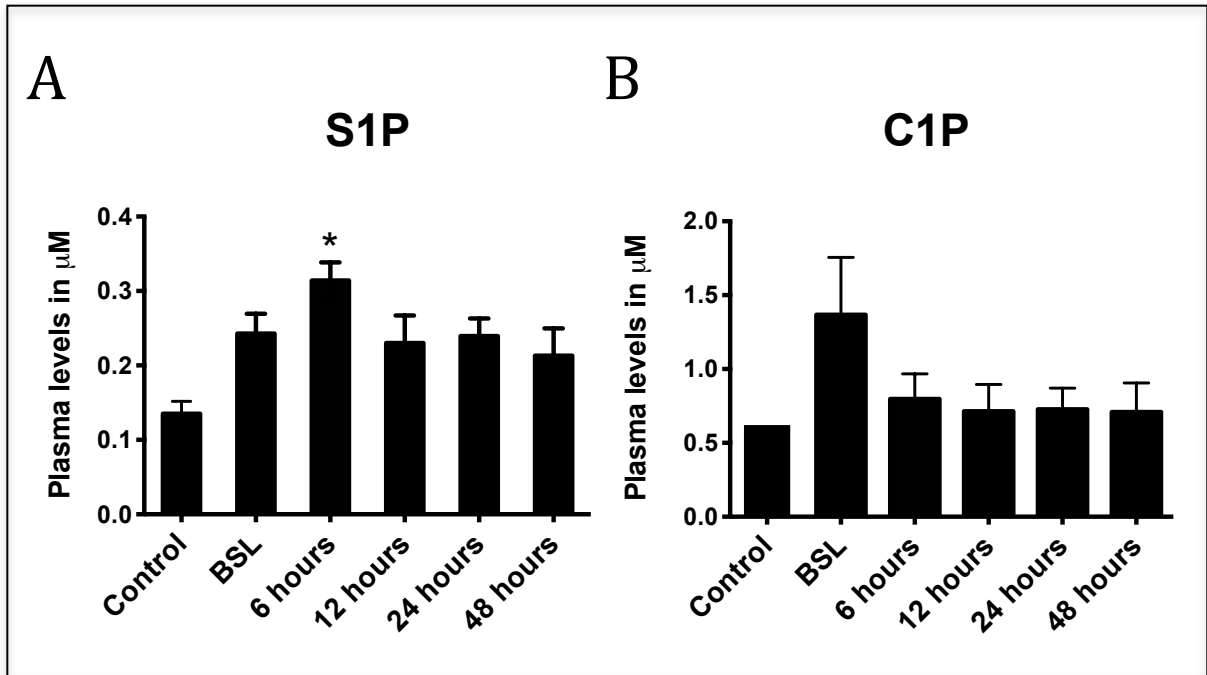 A
S1P
Plasma levels in μM
0.4
0.3
0.2
0.1
0.0
*
Control
BSL
6 hours
12 hours
24 hours
48 hours
B
C1P
Plasma levels in μM
2.0
1.5
1.0
0.5
0.0
Control
BSL
6 hours
12 hours
24 hours
48 hours